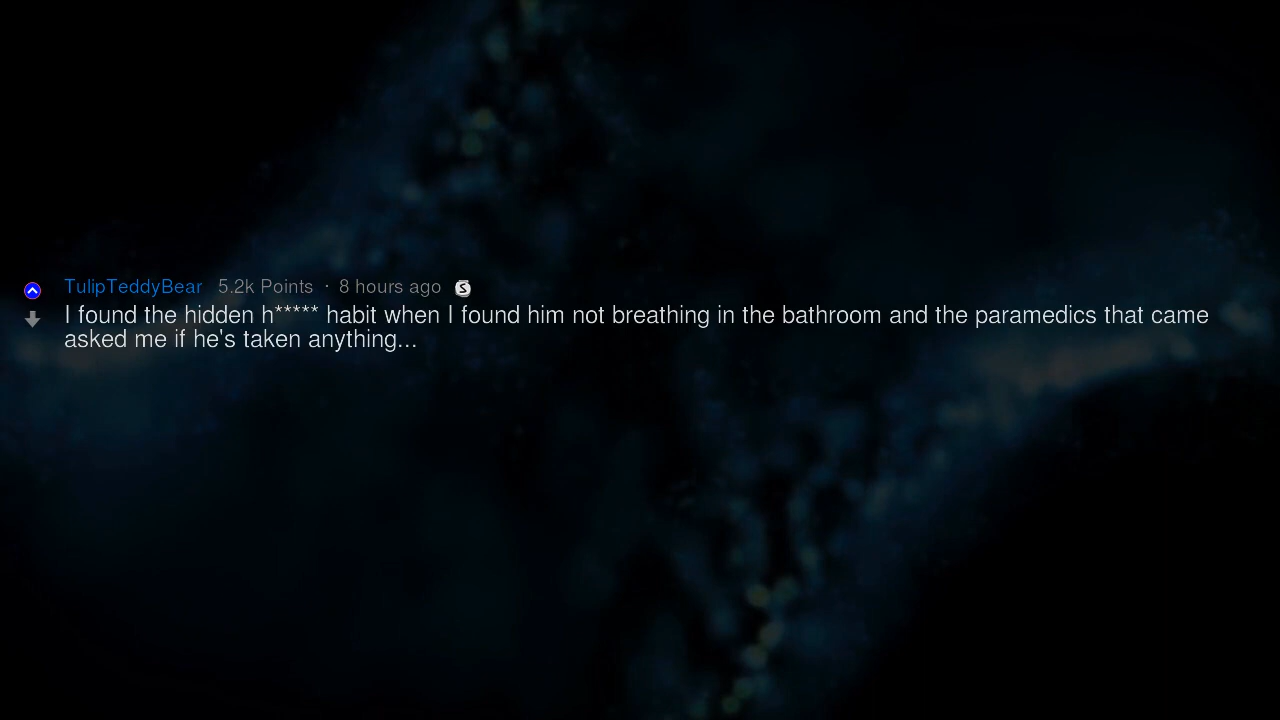 TulipTeddyBear 5.2k Points · 8 hours ago S
I found the hidden h***** habit when I found him not breathing in the bathroom and the paramedics that came
asked me if he's taken anything...